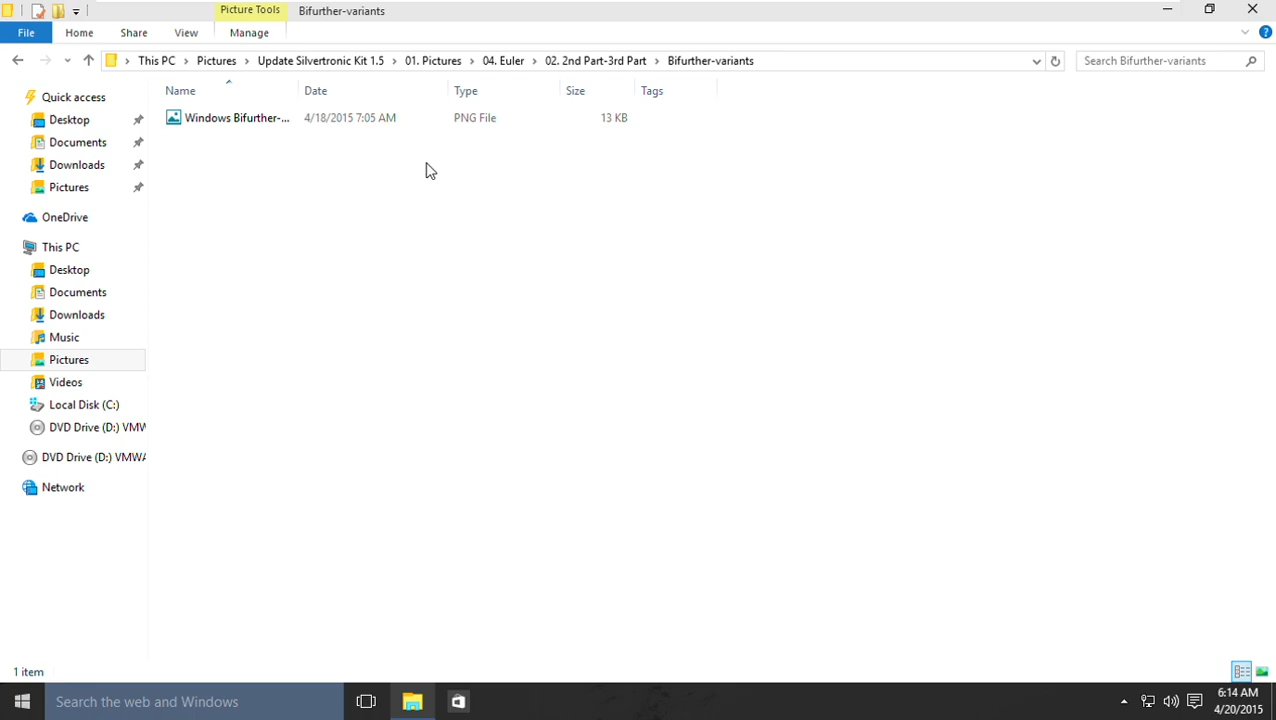 Picture Tools
Bifurther-variants
File
Home
Share
View
Manage
This PC
Pictures
Update Silvertronic Kit 1.5
01. Pictures
04. Euler
02. 2nd Part-3rd Part
Bifurther-variants
Search Bifurther-variants
Quick access
Desktop
Documents
Downloads
Pictures
OneDrive
This PC
Desktop
Documents
Downloads
Music
Pictures
Videos
Local Disk (C:)
DVD Drive (D:) VMW
DVD Drive (D:) VMWA
Network
Name
Date
Type
Size
Tags
Windows Bifurther-...
4/18/2015 7:05 AM
PNG File
13 KB
1 item
Search the web and Windows
6:14 AM
4/20/2015